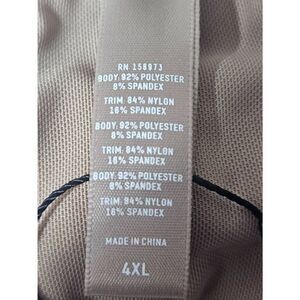 RN 158973
BODY: 92% POLYESTER
8% SPANDEX
TRIM: 84% NYLON
16% SPANDEX
BODY: 92% POLYESTER
8% SPANDEX
TRIM: 84% NYLON
16% SPANDEX
BODY: 92% POLYESTER
8% SPANDEX
TRIM: 84% NYLON
16% SPANDEX
MADE IN CHINA
4XL